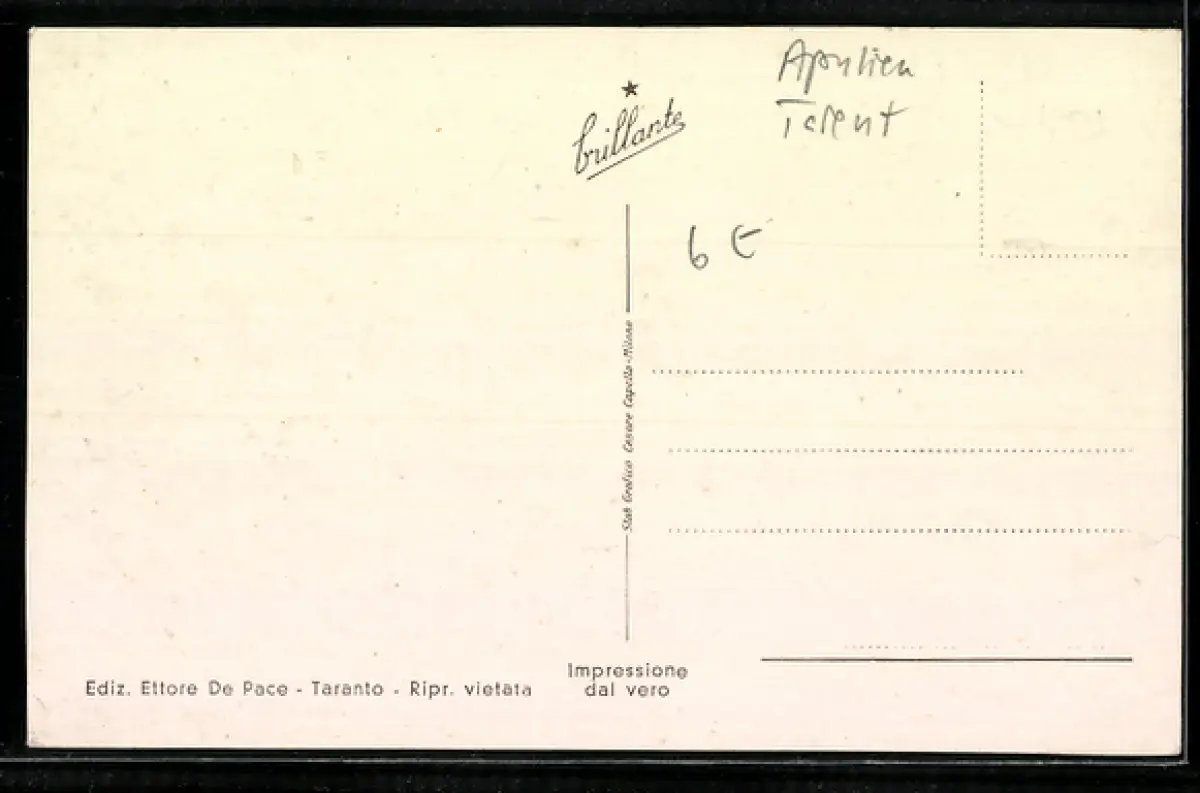 Apulien
Tarent
★
brillante
6 €
Stab Grafico Cesare Capello-Milano
Ediz. Ettore De Pace - Taranto - Ripr. vietata
Impressione
dal vero